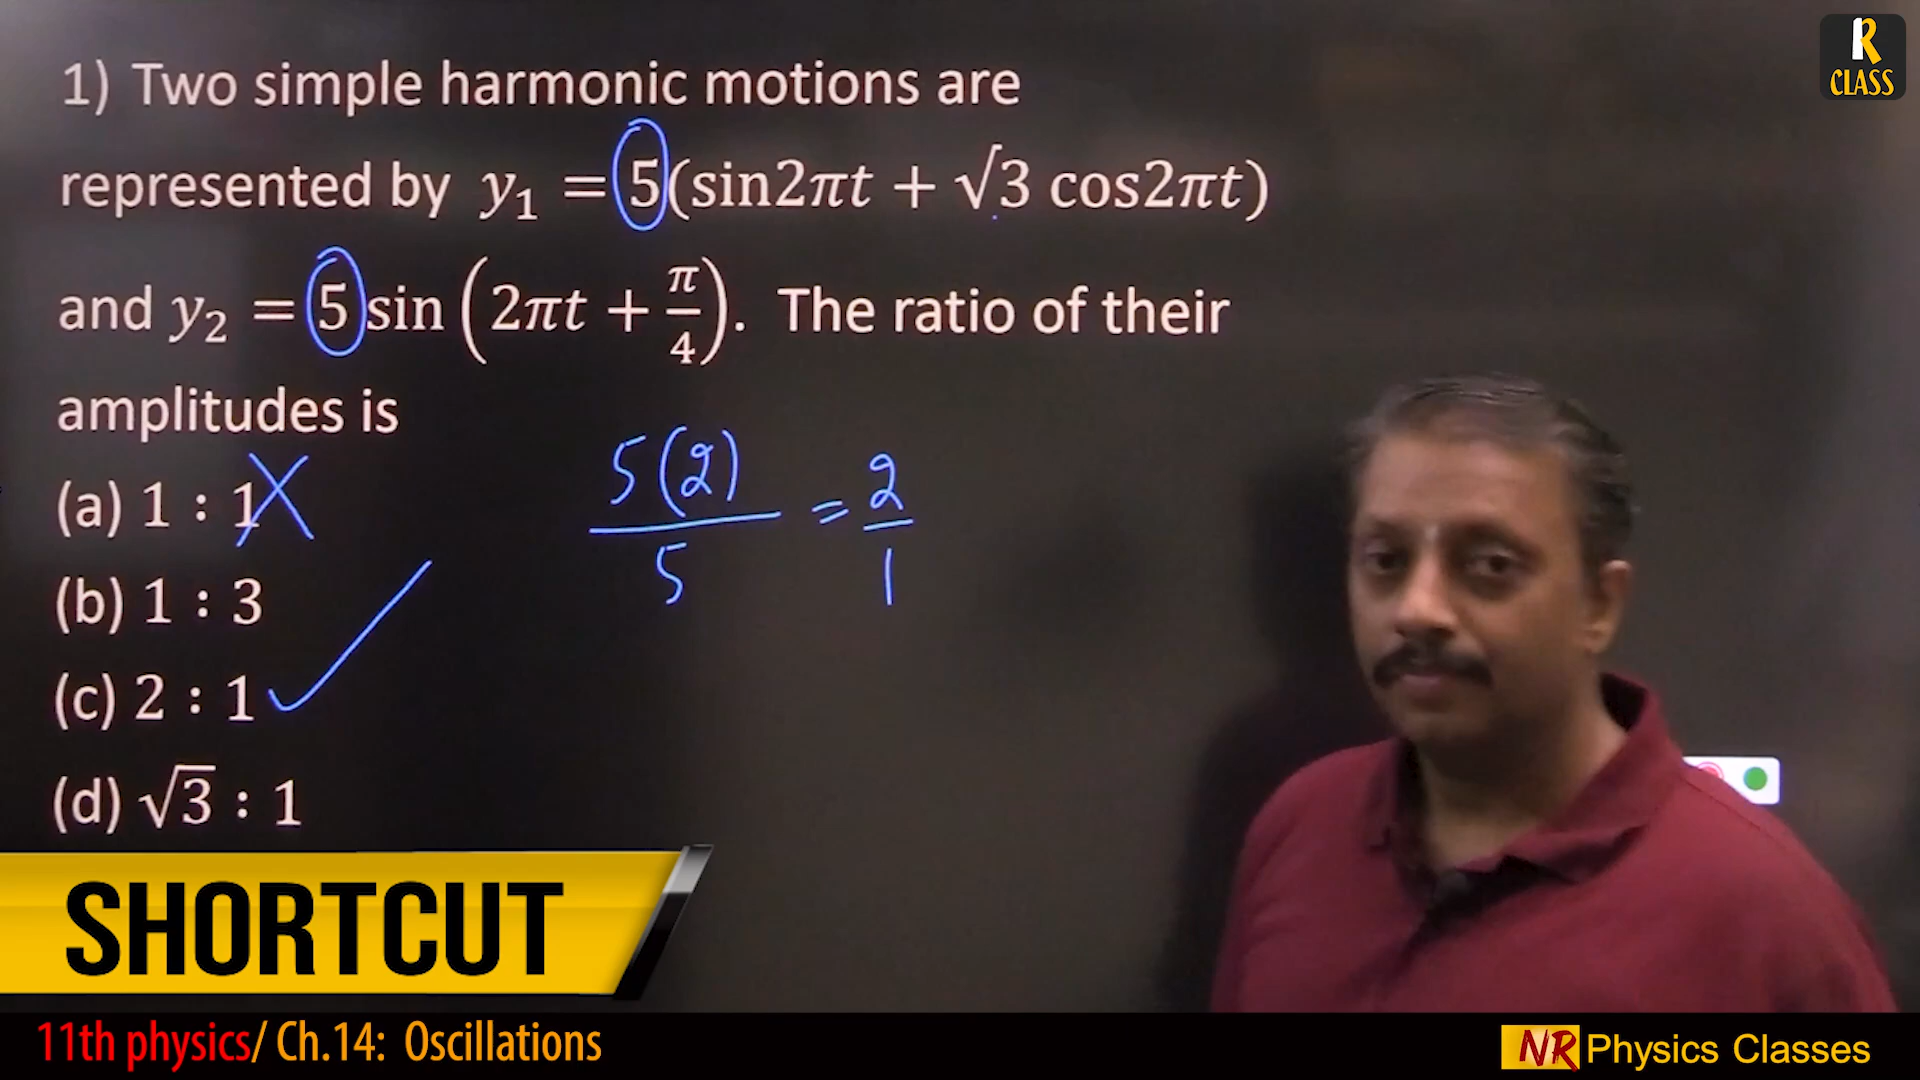 R
CLASS
1) Two simple harmonic motions are
represented by y₁ = 5(sin2πt + √3 cos2πt)
and y₂ = 5 sin (2πt + π/4). The ratio of their
amplitudes is
(a) 1 : 1
(b) 1 : 3
(c) 2 : 1
(d) √3 : 1
5(2)/5 = 2/1
SHORTCUT
11th physics/ Ch.14: Oscillations
NR Physics Classes